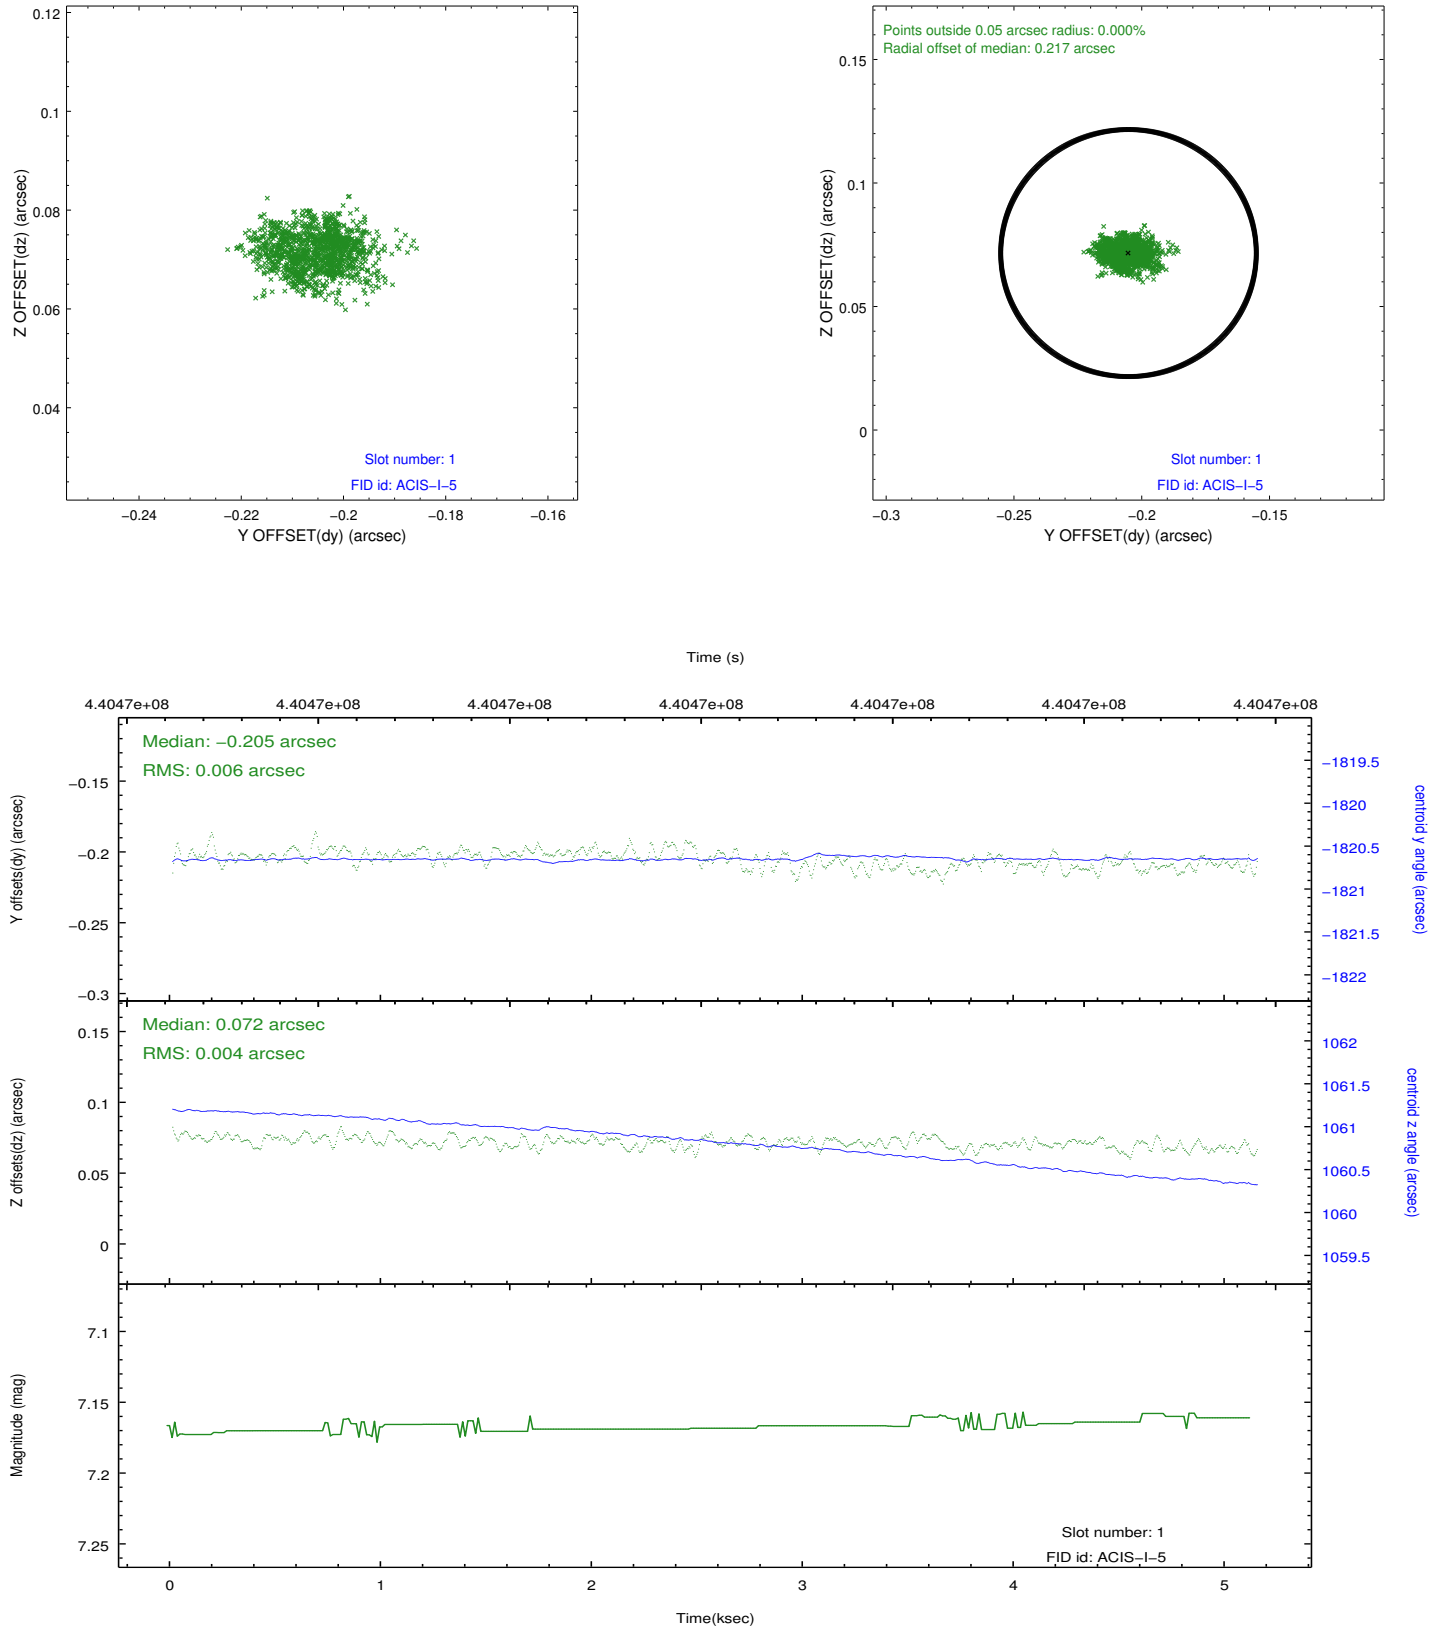 0.12
0.1
0.08
0.06
0.04
Z OFFSET(dz) (arcsec)
−0.24 −0.22 −0.2 −0.18 −0.16
Y OFFSET(dy) (arcsec)
Slot number: 1
FID id: ACIS−I−5
Points outside 0.05 arcsec radius: 0.000%
Radial offset of median: 0.217 arcsec
0.15
0.1
0.05
0
Z OFFSET(dz) (arcsec)
−0.3 −0.25 −0.2 −0.15
Y OFFSET(dy) (arcsec)
Slot number: 1
FID id: ACIS−I−5
Time (s)
4.4047e+08 4.4047e+08 4.4047e+08 4.4047e+08 4.4047e+08 4.4047e+08 4.4047e+08
Median: −0.205 arcsec
RMS: 0.006 arcsec
−0.15
−0.2
−0.25
−0.3
Y offsets(dy) (arcsec)
−1819.5
−1820
−1820.5
−1821
−1821.5
−1822
centroid y angle (arcsec)
Median: 0.072 arcsec
RMS: 0.004 arcsec
0.15
0.1
0.05
0
Z offsets(dz) (arcsec)
1062
1061.5
1061
1060.5
1060
1059.5
centroid z angle (arcsec)
7.1
7.15
7.2
7.25
Magnitude (mag)
Slot number: 1
FID id: ACIS−I−5
0 1 2 3 4 5
Time(ksec)